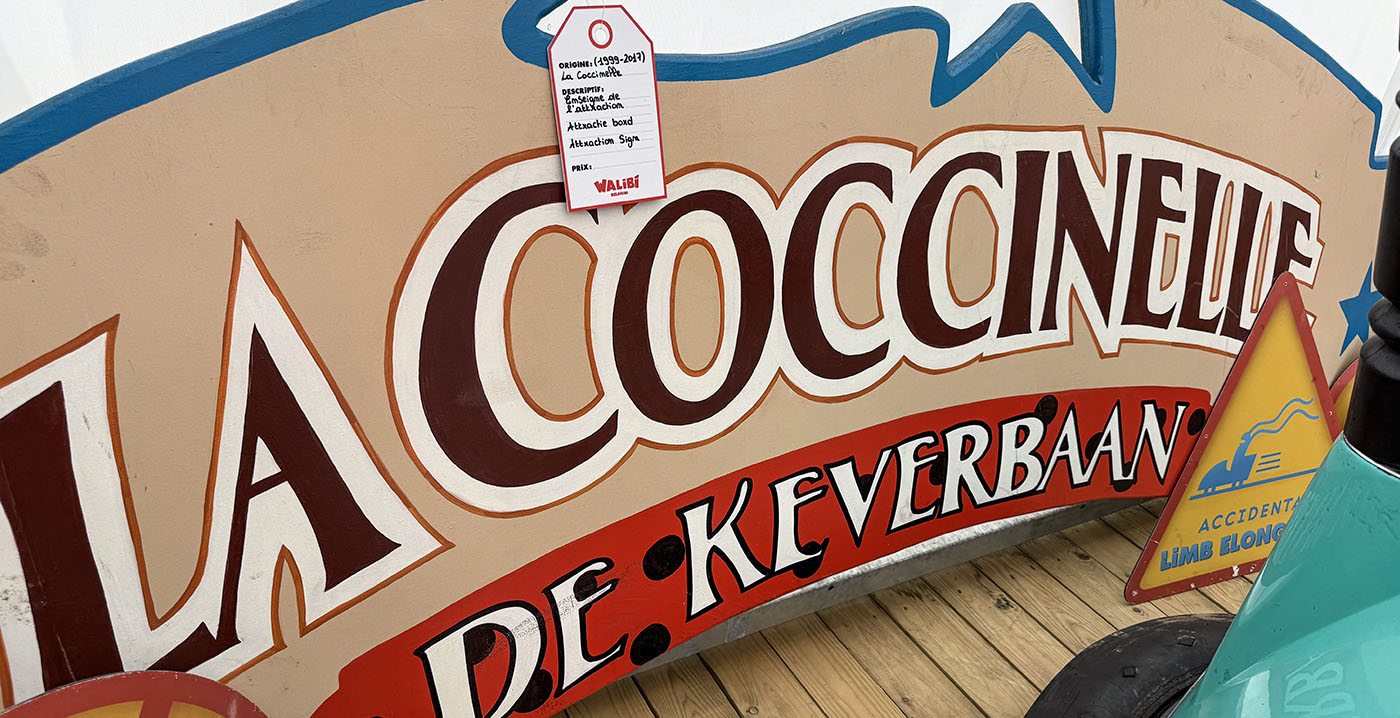 ORIGINE: (1999-2017)
La Coccinelle
DESCRIPTIF:
Enseigne de
l'attraction
Attractie bord
Attraction Sign
PRIX:
WALIBI
BELGIUM
LA COCCINELLE
DE KEVERBAAN
ACCIDENTA
LIMB ELONG